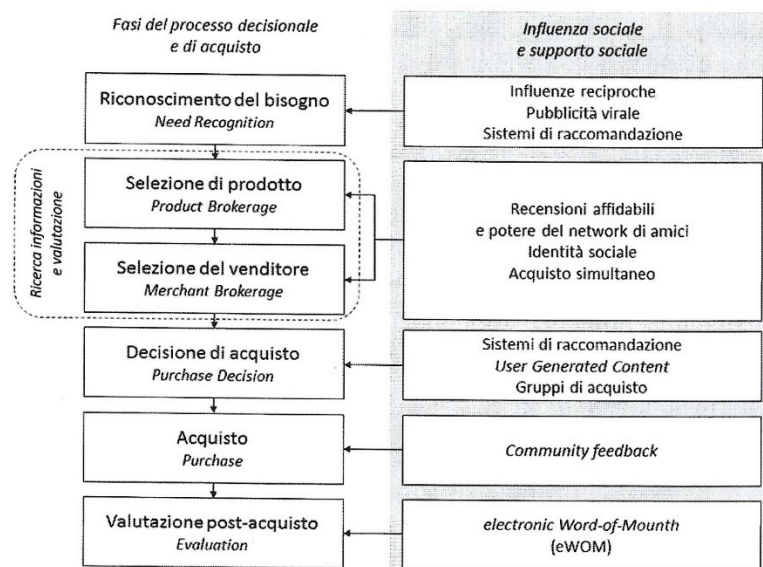 Fasi del processo decisionale
e di acquisto
Influenza sociale
e supporto sociale
Riconoscimento del bisogno
Need Recognition
Influenze reciproche
Pubblicità virale
Sistemi di raccomandazione
Ricerca informazioni
e valutazione
Selezione di prodotto
Product Brokerage
Selezione del venditore
Merchant Brokerage
Recensioni affidabili
e potere del network di amici
Identità sociale
Acquisto simultaneo
Decisione di acquisto
Purchase Decision
Sistemi di raccomandazione
User Generated Content
Gruppi di acquisto
Acquisto
Purchase
Community feedback
Valutazione post-acquisto
Evaluation
electronic Word-of-Mounth
(eWOM)